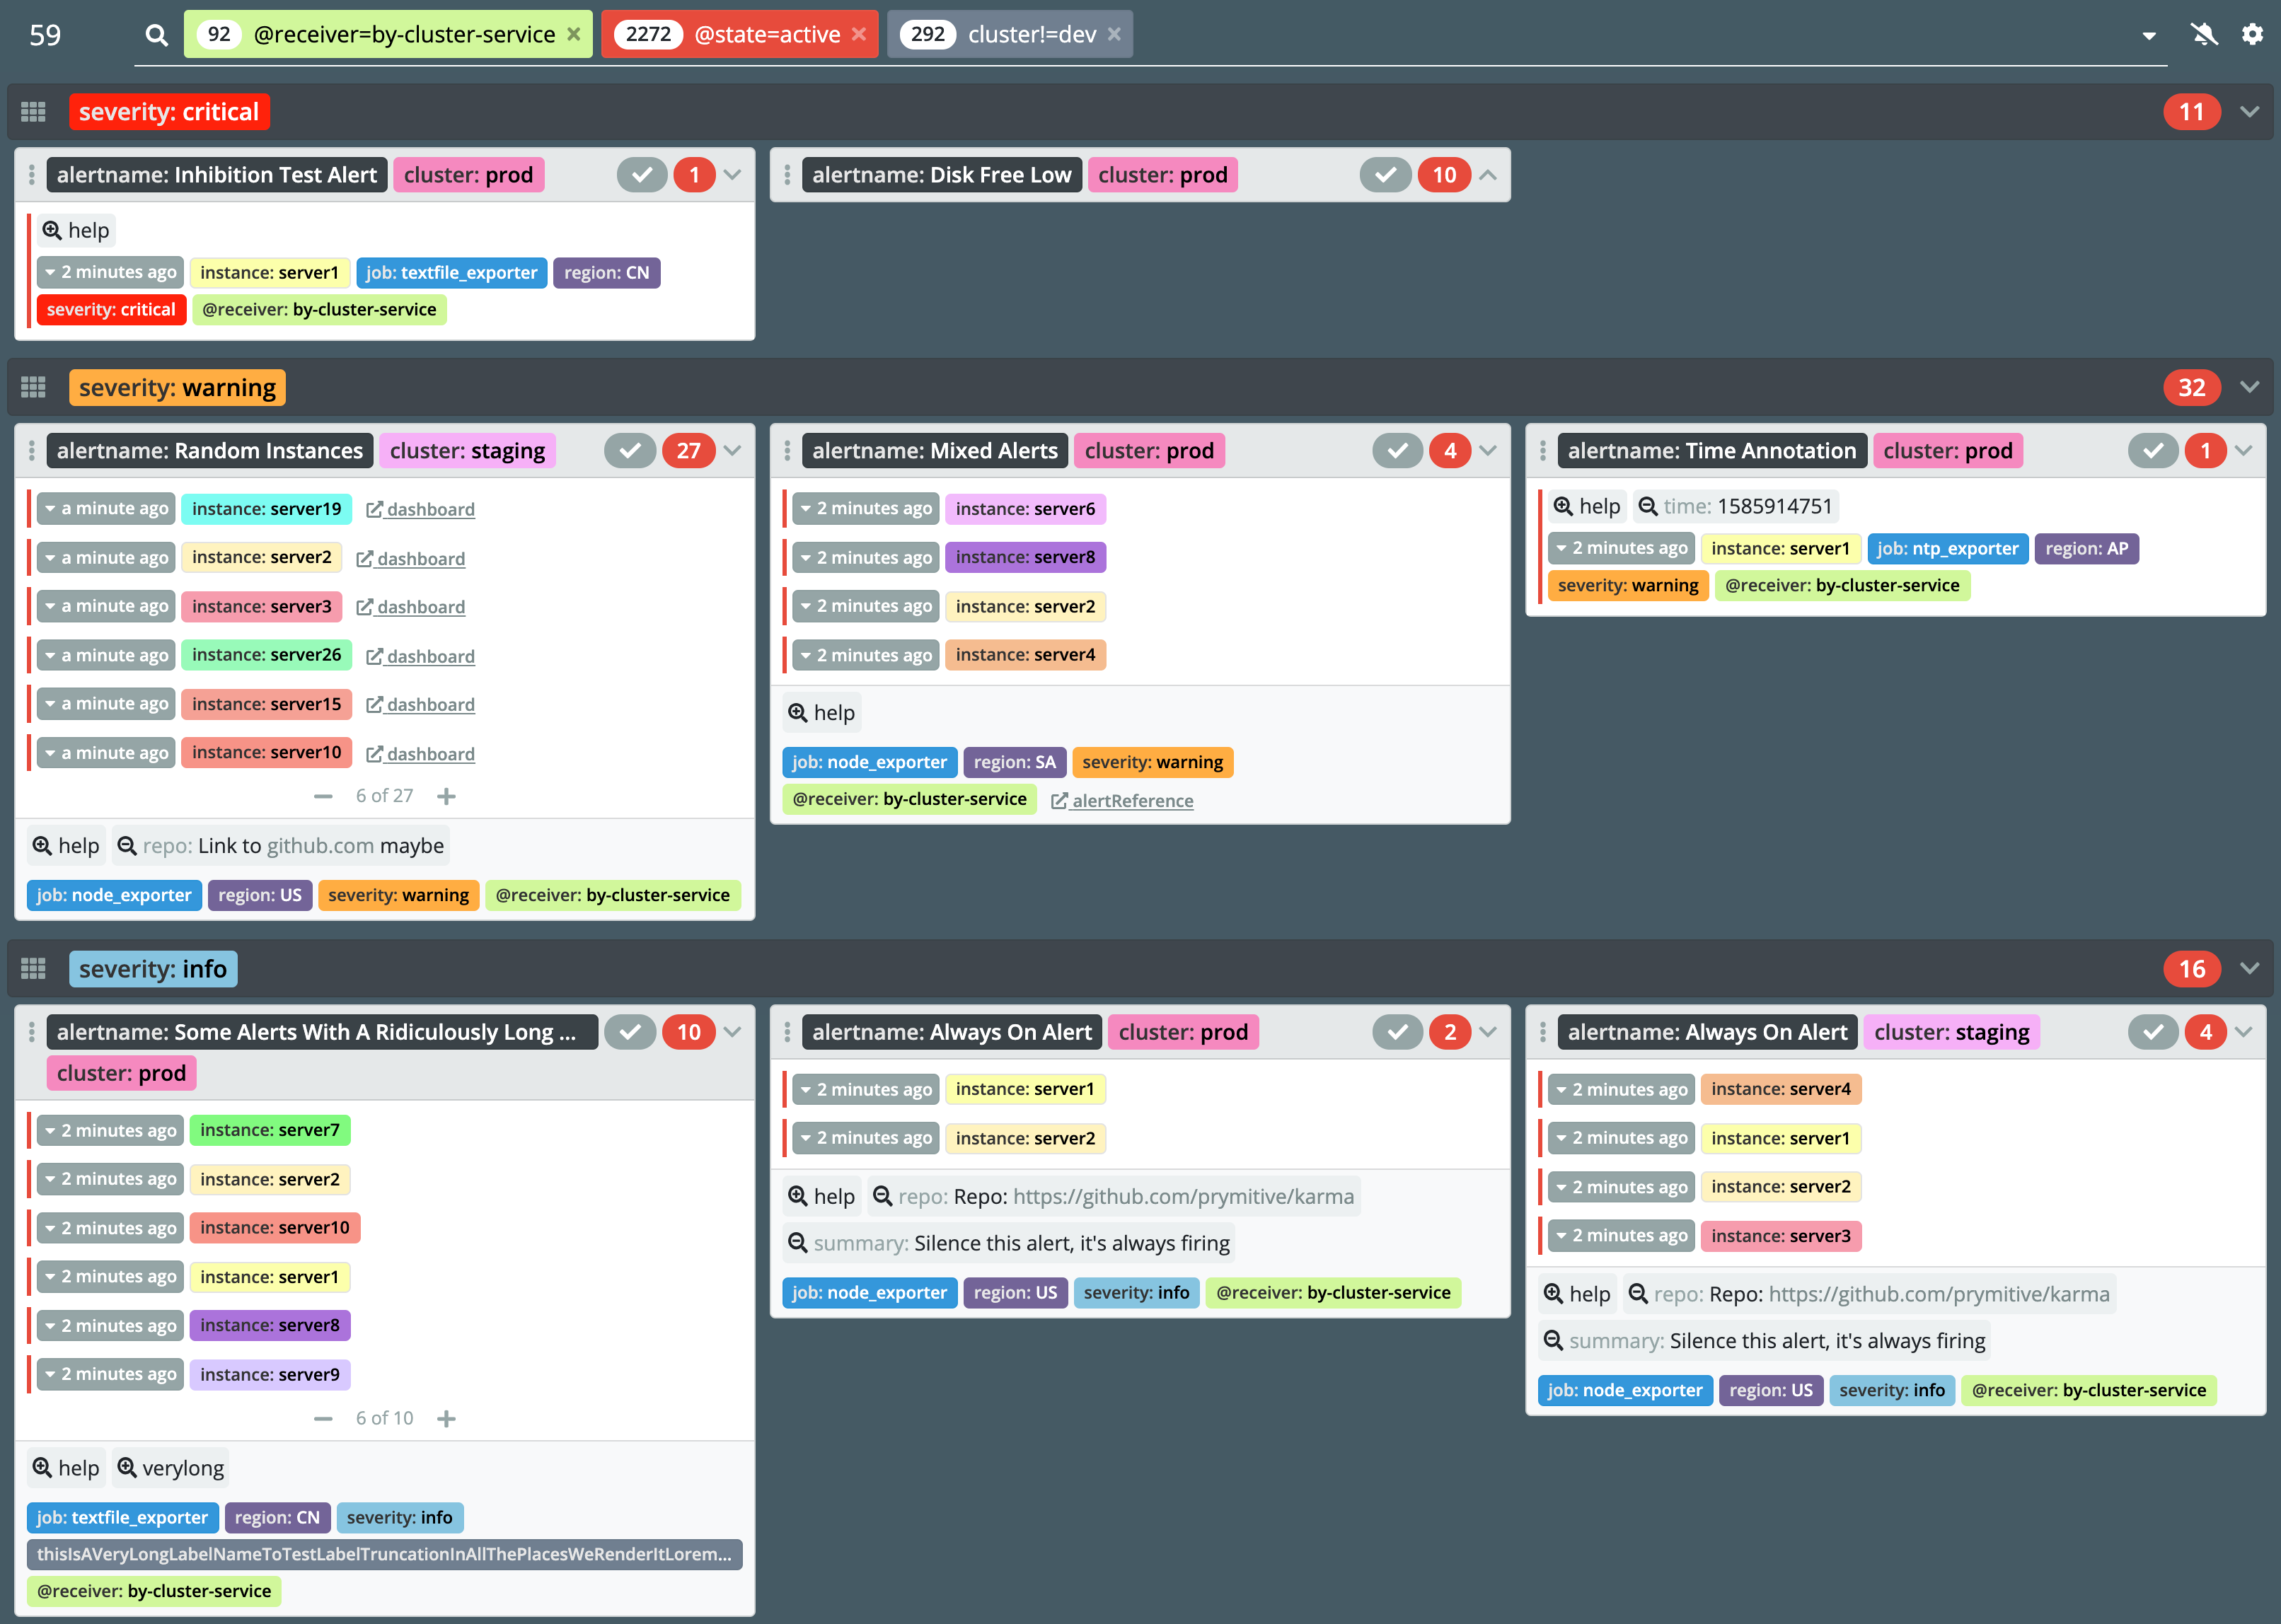 59 92 @receiver=by-cluster-service × 2272 @state=active × 292 cluster!=dev ×
severity: critical 11
alertname: Inhibition Test Alert cluster: prod 1
help
2 minutes ago instance: server1 job: textfile_exporter region: CN
severity: critical @receiver: by-cluster-service
alertname: Disk Free Low cluster: prod 10
severity: warning 32
alertname: Random Instances cluster: staging 27
a minute ago instance: server19 dashboard
a minute ago instance: server2 dashboard
a minute ago instance: server3 dashboard
a minute ago instance: server26 dashboard
a minute ago instance: server15 dashboard
a minute ago instance: server10 dashboard
6 of 27
help repo: Link to github.com maybe
job: node_exporter region: US severity: warning @receiver: by-cluster-service
alertname: Mixed Alerts cluster: prod 4
2 minutes ago instance: server6
2 minutes ago instance: server8
2 minutes ago instance: server2
2 minutes ago instance: server4
help
job: node_exporter region: SA severity: warning
@receiver: by-cluster-service alertReference
alertname: Time Annotation cluster: prod 1
help time: 1585914751
2 minutes ago instance: server1 job: ntp_exporter region: AP
severity: warning @receiver: by-cluster-service
severity: info 16
alertname: Some Alerts With A Ridiculously Long ... 10
cluster: prod
2 minutes ago instance: server7
2 minutes ago instance: server2
2 minutes ago instance: server10
2 minutes ago instance: server1
2 minutes ago instance: server8
2 minutes ago instance: server9
6 of 10
help verylong
job: textfile_exporter region: CN severity: info
thisIsAVeryLongLabelNameToTestLabelTruncationInAllThePlacesWeRenderItLorem...
@receiver: by-cluster-service
alertname: Always On Alert cluster: prod 2
2 minutes ago instance: server1
2 minutes ago instance: server2
help repo: Repo: https://github.com/prymitive/karma
summary: Silence this alert, it's always firing
job: node_exporter region: US severity: info @receiver: by-cluster-service
alertname: Always On Alert cluster: staging 4
2 minutes ago instance: server4
2 minutes ago instance: server1
2 minutes ago instance: server2
2 minutes ago instance: server3
help repo: Repo: https://github.com/prymitive/karma
summary: Silence this alert, it's always firing
job: node_exporter region: US severity: info @receiver: by-cluster-service